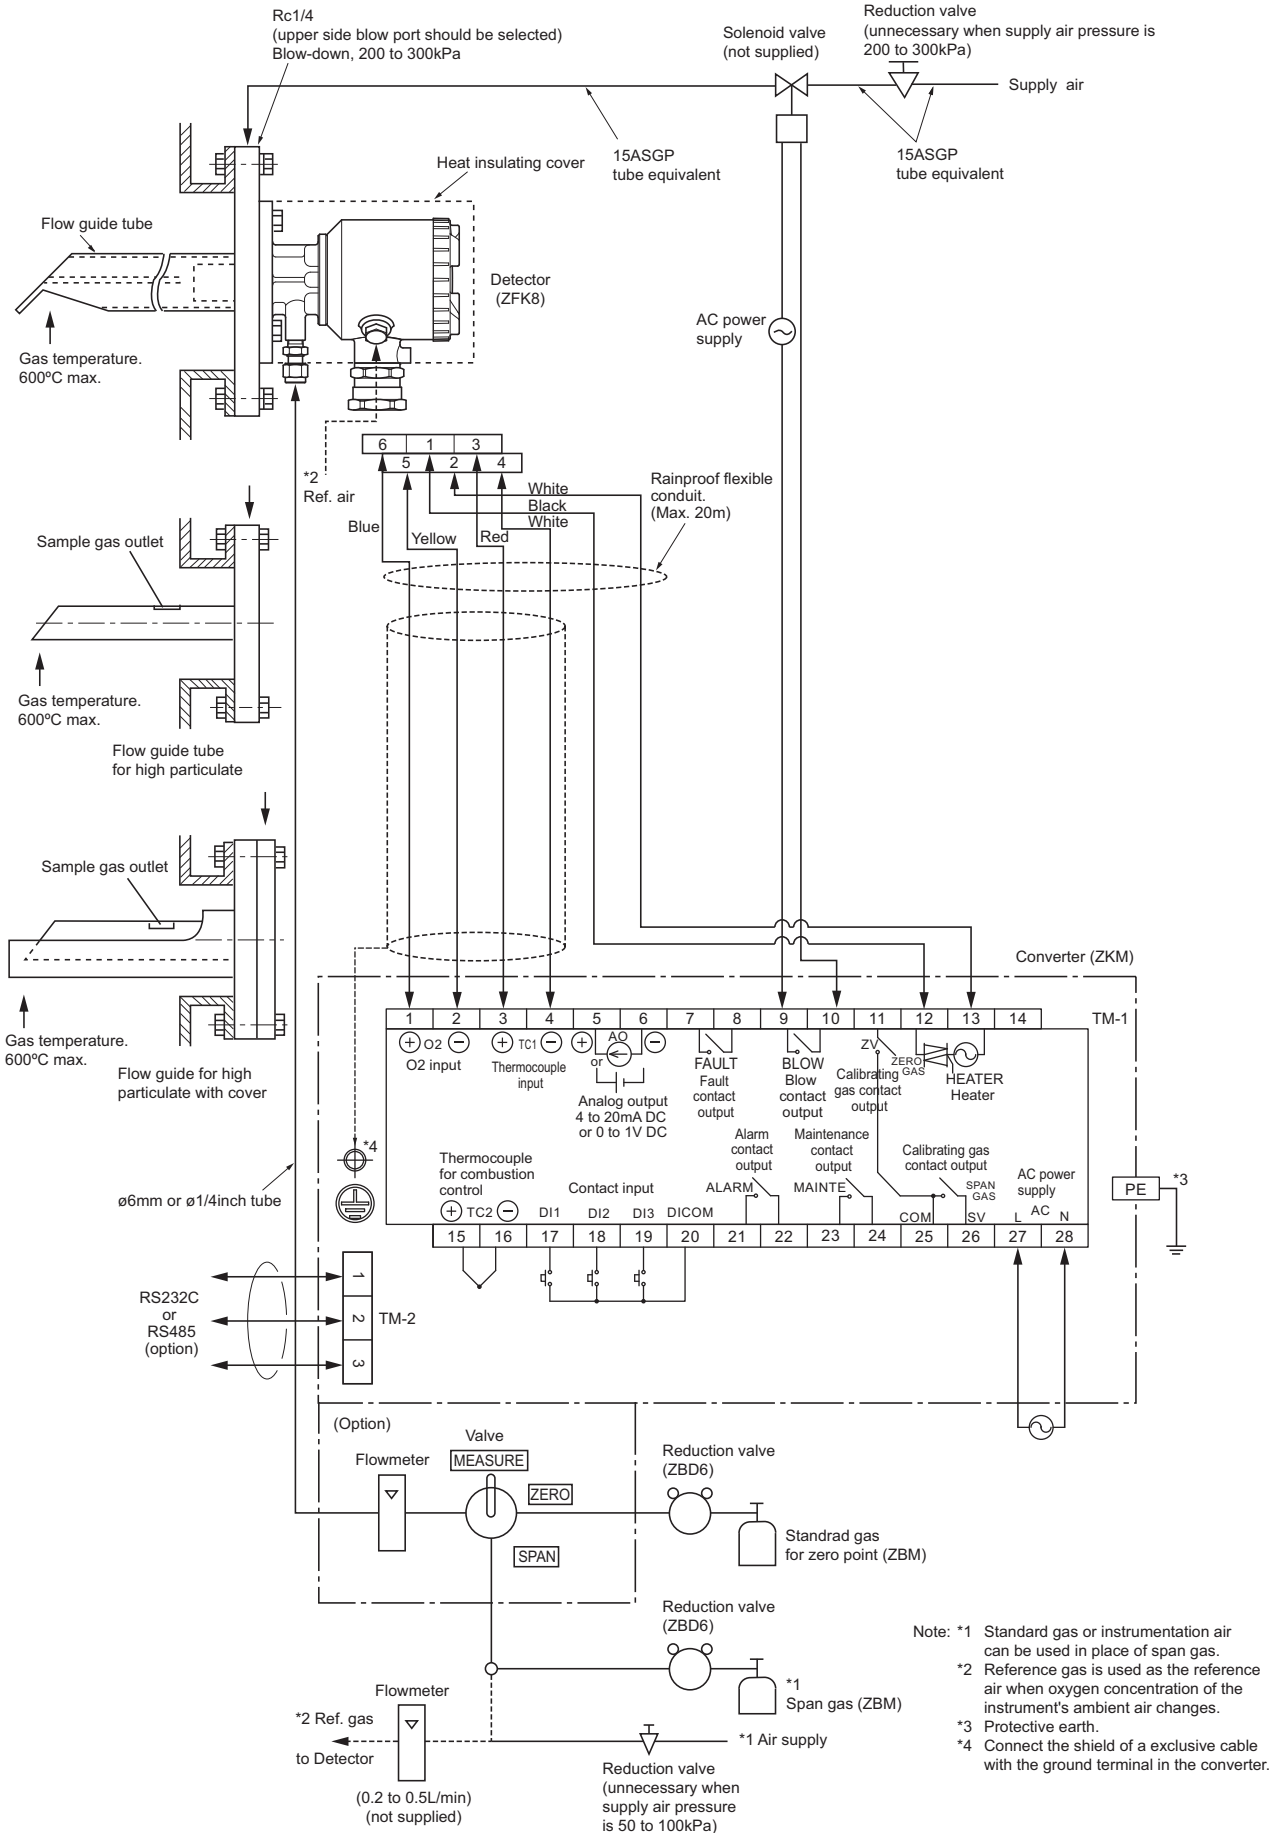 Rc1/4
(upper side blow port should be selected)
Blow-down, 200 to 300kPa
Solenoid valve
(not supplied)
Reduction valve
(unnecessary when supply air pressure is
200 to 300kPa)
Supply air
15ASGP
tube equivalent
15ASGP
tube equivalent
Heat insulating cover
Flow guide tube
Detector
(ZFK8)
AC power
supply
Gas temperature.
600ºC max.
6 1 3
5 2 4
*2
Ref. air
White
Black
White
Blue
Yellow
Red
Rainproof flexible
conduit.
(Max. 20m)
Sample gas outlet
Gas temperature.
600ºC max.
Flow guide tube
for high particulate
Sample gas outlet
Gas temperature.
600ºC max.
Flow guide for high
particulate with cover
Converter (ZKM)
1 2 3 4 5 6 7 8 9 10 11 12 13 14
TM-1
+ O2 −
O2 input
+ TC1 −
Thermocouple
input
+ AO −
or
Analog output
4 to 20mA DC
or 0 to 1V DC
FAULT
Fault
contact
output
BLOW
Blow
contact
output
ZV
ZERO
GAS
Calibrating
gas contact
output
HEATER
Heater
*4
Thermocouple
for combustion
control
+ TC2 −
Contact input
DI1 DI2 DI3 DICOM
Alarm
contact
output
ALARM
Maintenance
contact
output
MAINTE
Calibrating gas
contact output
SPAN
GAS
COM SV
AC power
supply
AC
L N
15 16 17 18 19 20 21 22 23 24 25 26 27 28
PE
*3
ø6mm or ø1/4inch tube
RS232C
or
RS485
(option)
1
2
3
TM-2
(Option)
Flowmeter
Valve
MEASURE
ZERO
SPAN
Reduction valve
(ZBD6)
Standrad gas
for zero point (ZBM)
Reduction valve
(ZBD6)
*1
Span gas (ZBM)
Flowmeter
*2 Ref. gas
to Detector
(0.2 to 0.5L/min)
(not supplied)
*1 Air supply
Reduction valve
(unnecessary when
supply air pressure
is 50 to 100kPa)
Note: *1 Standard gas or instrumentation air
can be used in place of span gas.
*2 Reference gas is used as the reference
air when oxygen concentration of the
instrument's ambient air changes.
*3 Protective earth.
*4 Connect the shield of a exclusive cable
with the ground terminal in the converter.